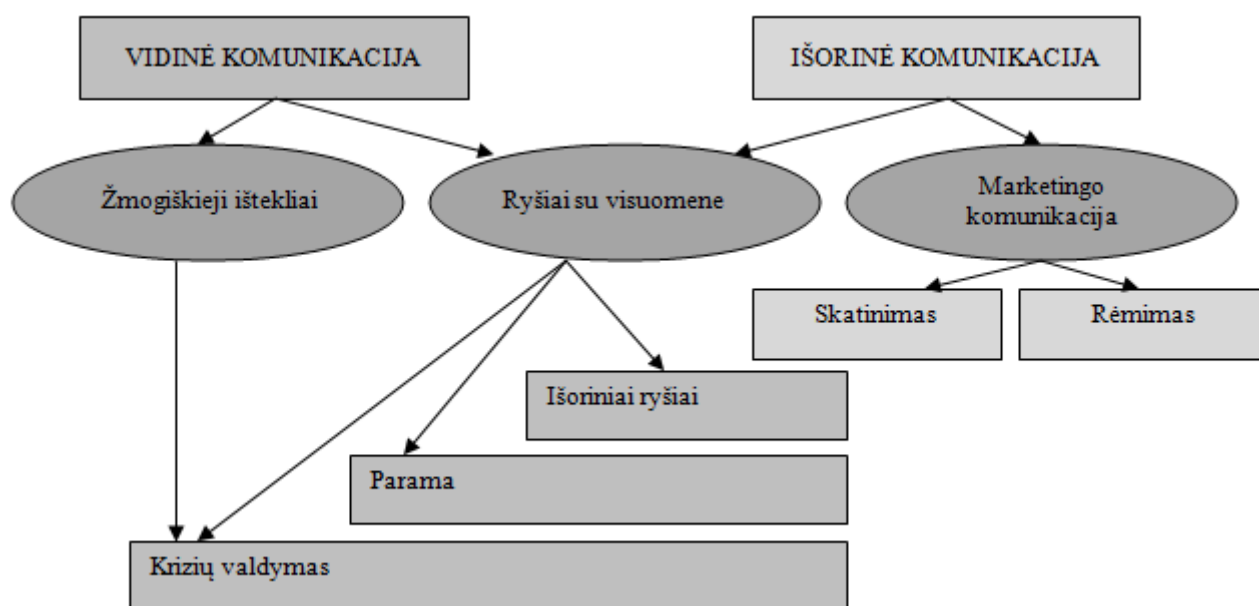 VIDINĖ KOMUNIKACIJA
IŠORINĖ KOMUNIKACIJA
Žmogiškieji ištekliai
Ryšiai su visuomene
Marketingo
komunikacija
Skatinimas
Rėmimas
Išoriniai ryšiai
Parama
Krizių valdymas